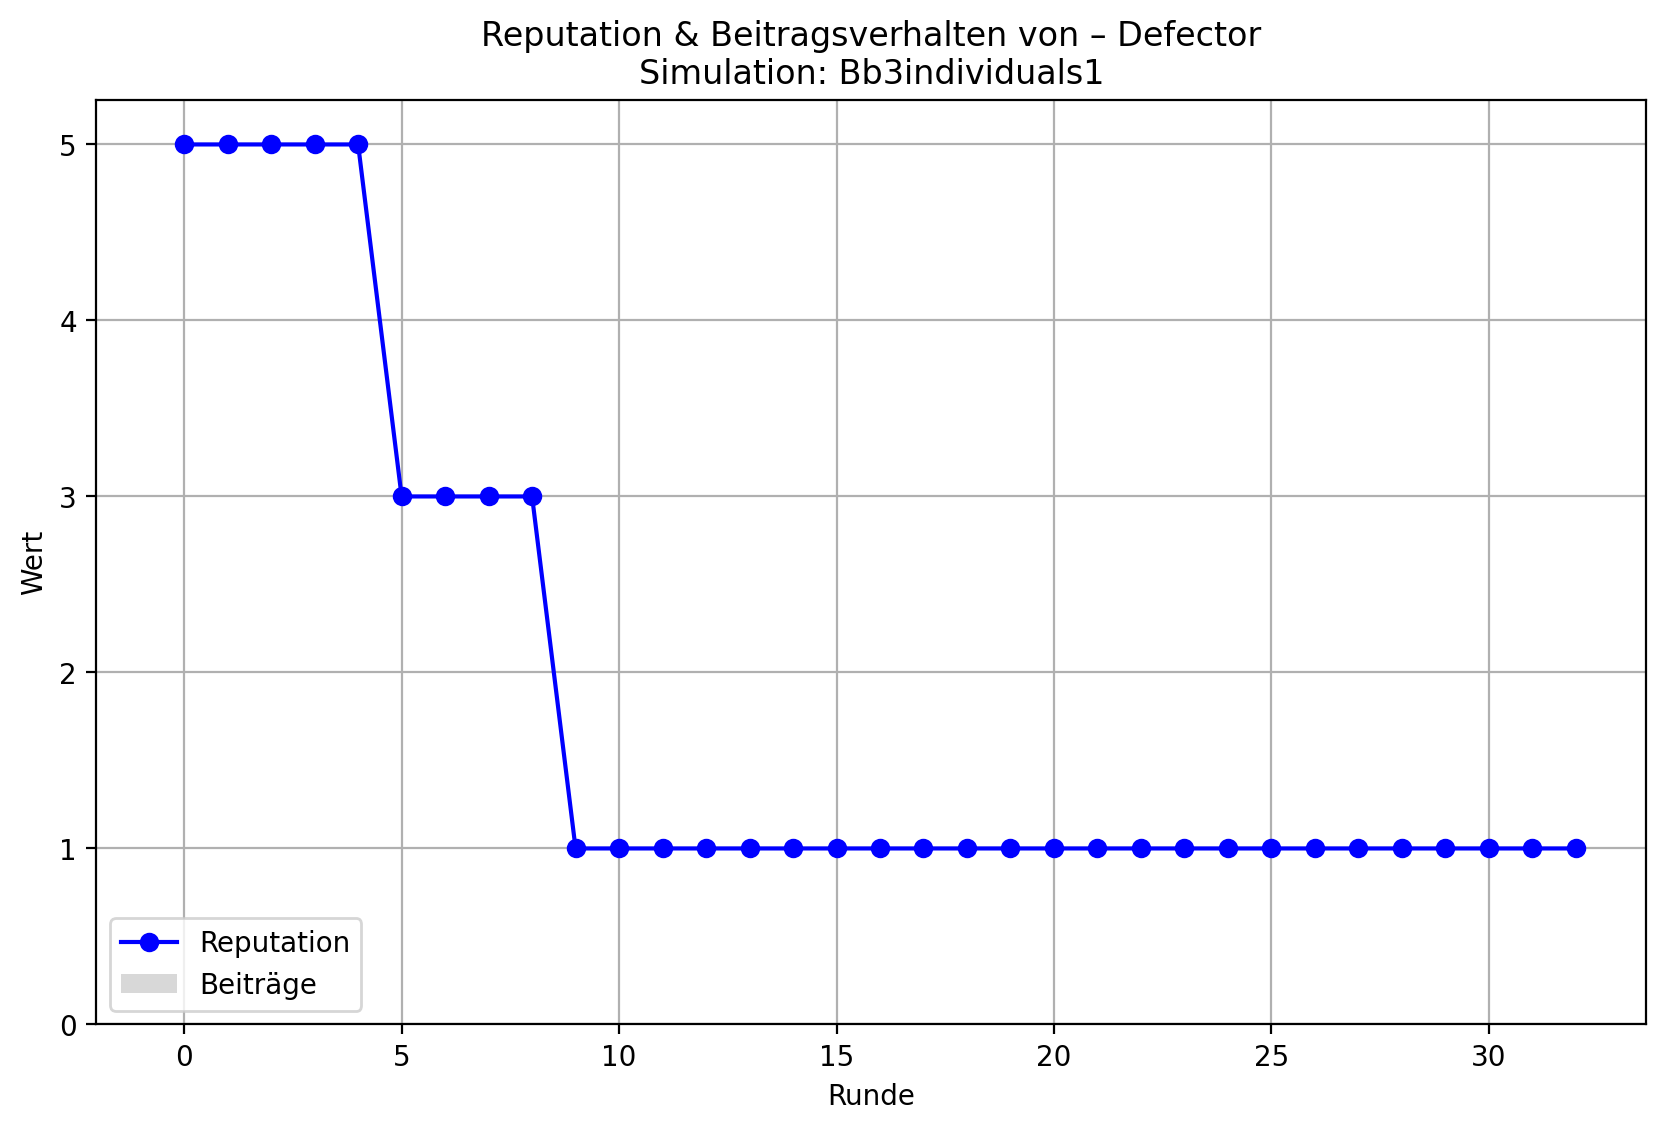 Reputation & Beitragsverhalten von – Defector
Simulation: Bb3individuals1
5
4
3
2
1
0
Wert
Reputation
Beiträge
0 5 10 15 20 25 30
Runde